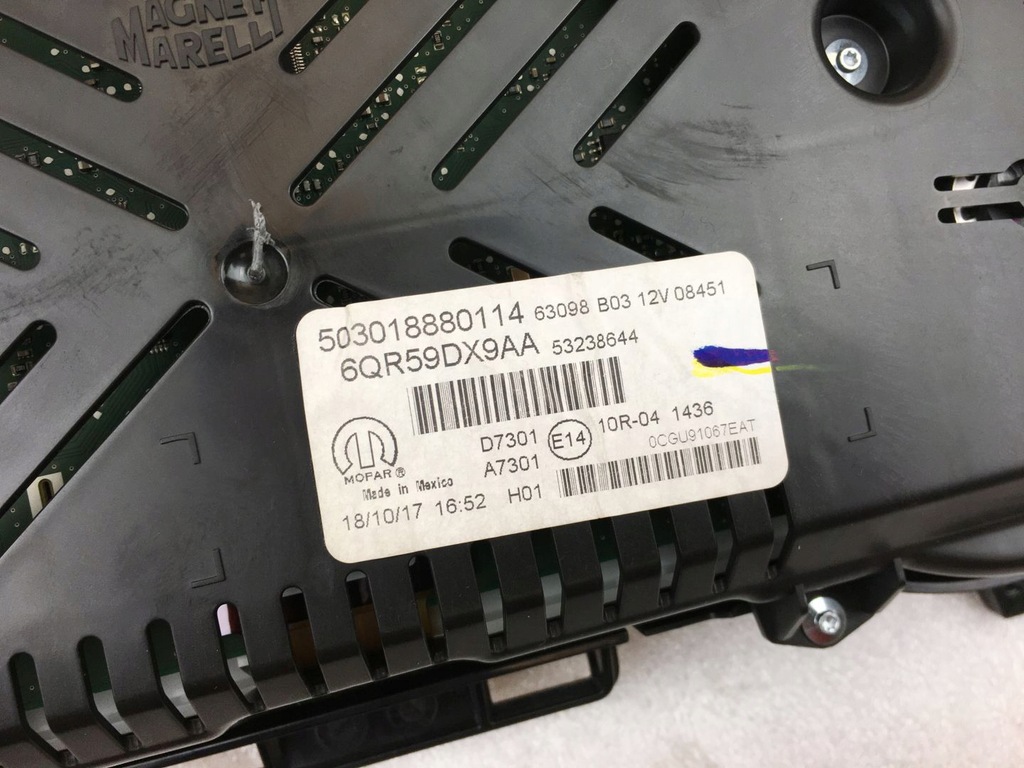 MAGNETI
MARELLI
503018880114 63098 B03 12V 08451
6QR59DX9AA 53238644
D7301 E14 10R-04 1436
A7301 0CGU91067EAT
MOPAR®
Made in Mexico
18/10/17 16:52 H01